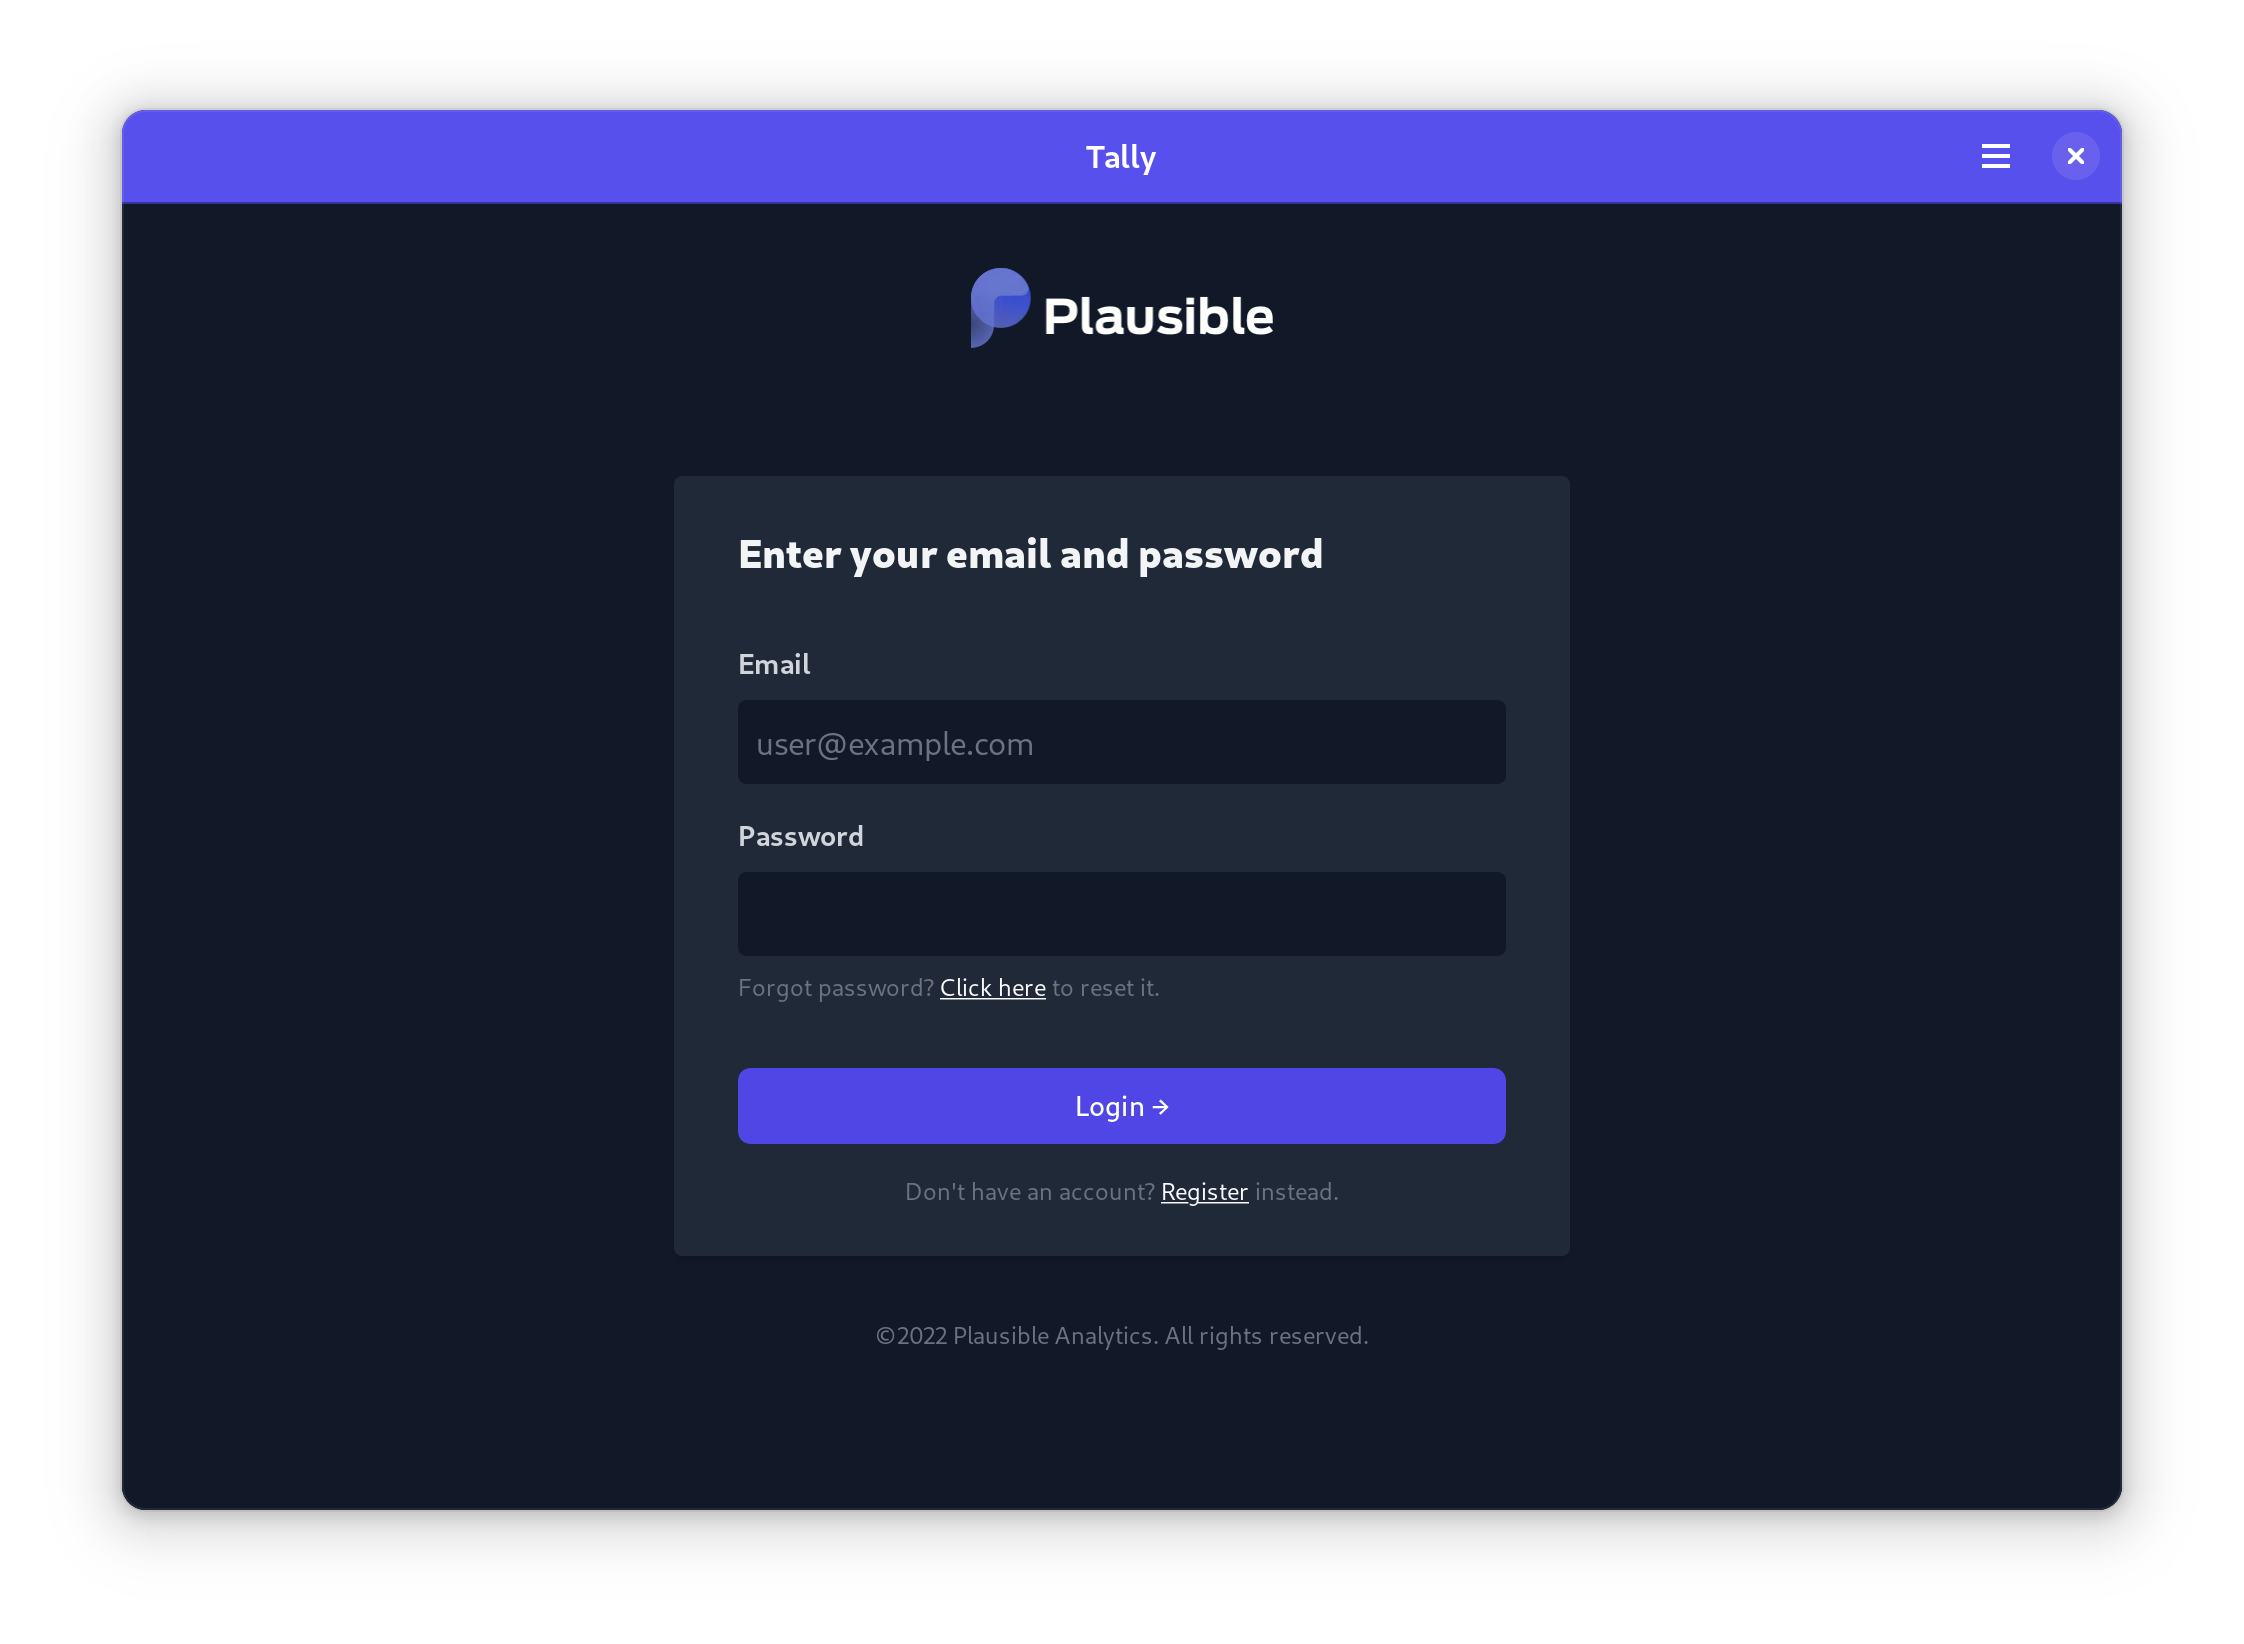 Tally
Plausible
Enter your email and password
Email
user@example.com
Password
Forgot password? Click here to reset it.
Login →
Don't have an account? Register instead.
©2022 Plausible Analytics. All rights reserved.